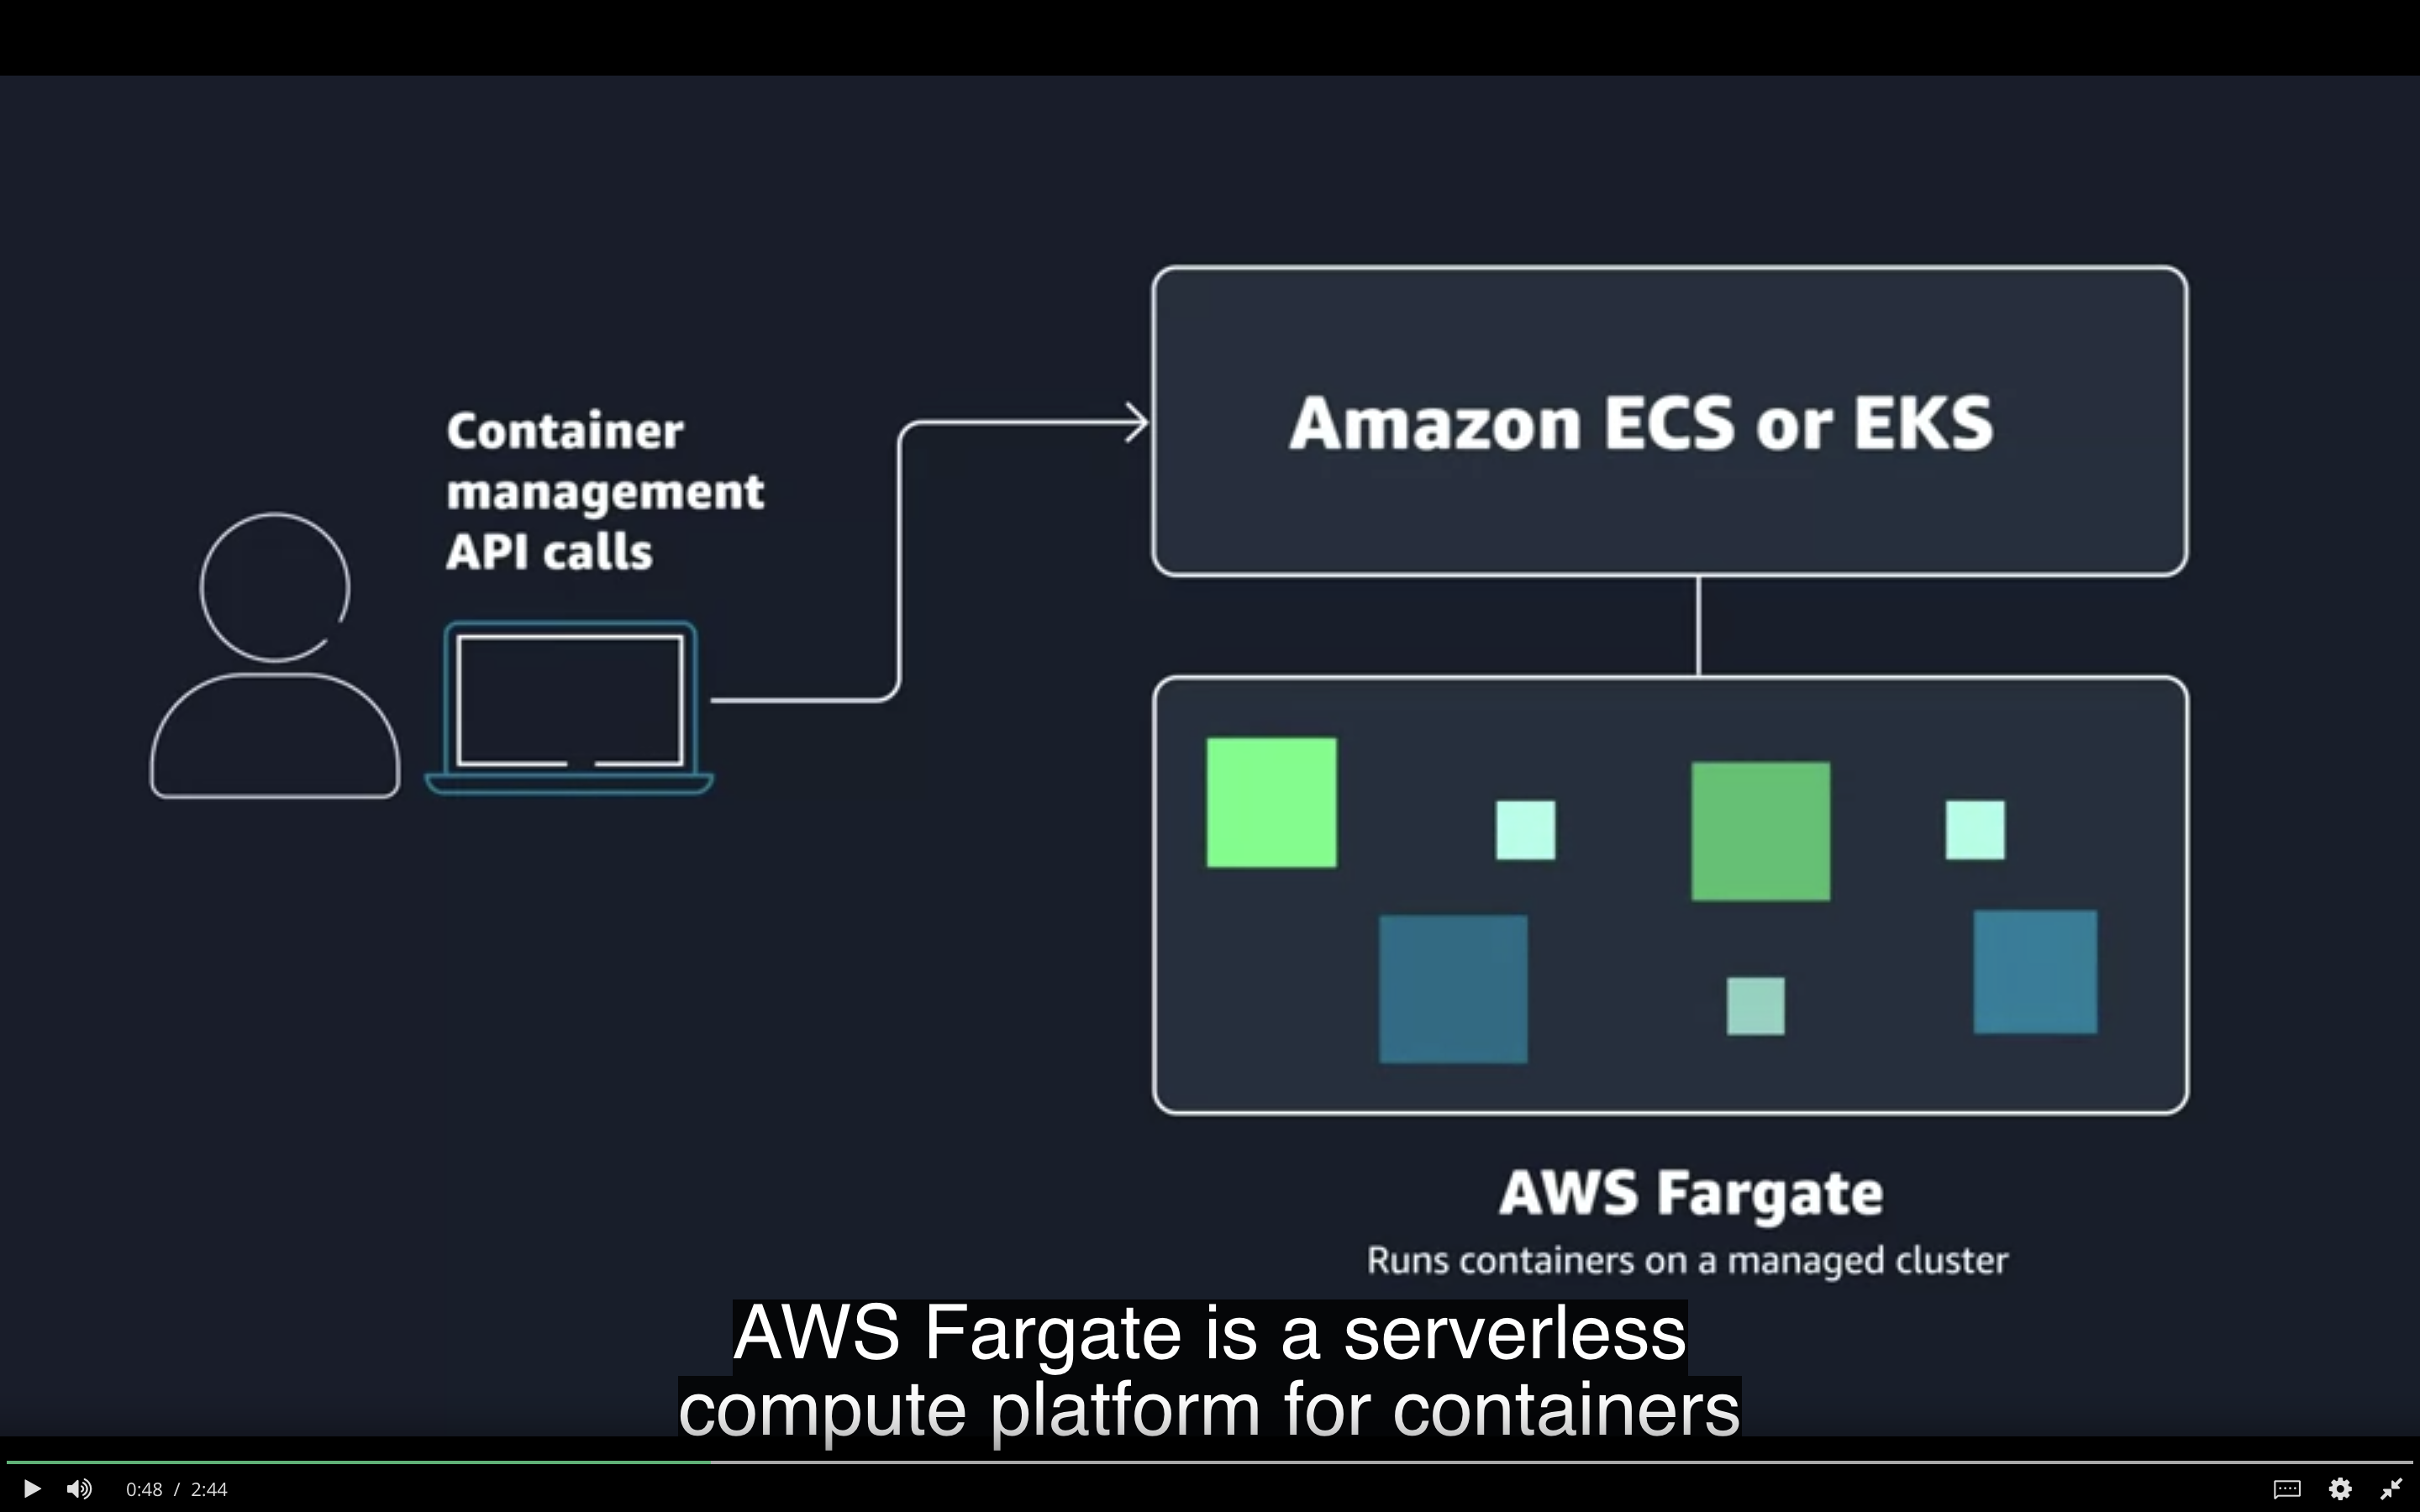 Container
management
API calls
Amazon ECS or EKS
AWS Fargate
Runs containers on a managed cluster
AWS Fargate is a serverless
compute platform for containers
0:48 / 2:44